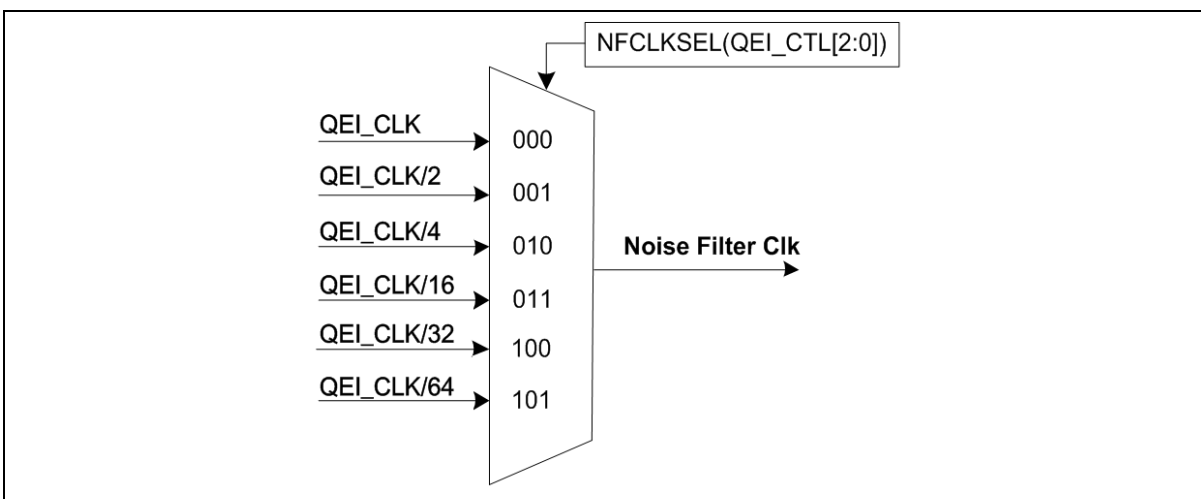 NFCLKSEL(QEI_CTL[2:0])
QEI_CLK
000
QEI_CLK/2
001
QEI_CLK/4
010
Noise Filter Clk
QEI_CLK/16
011
QEI_CLK/32
100
QEI_CLK/64
101